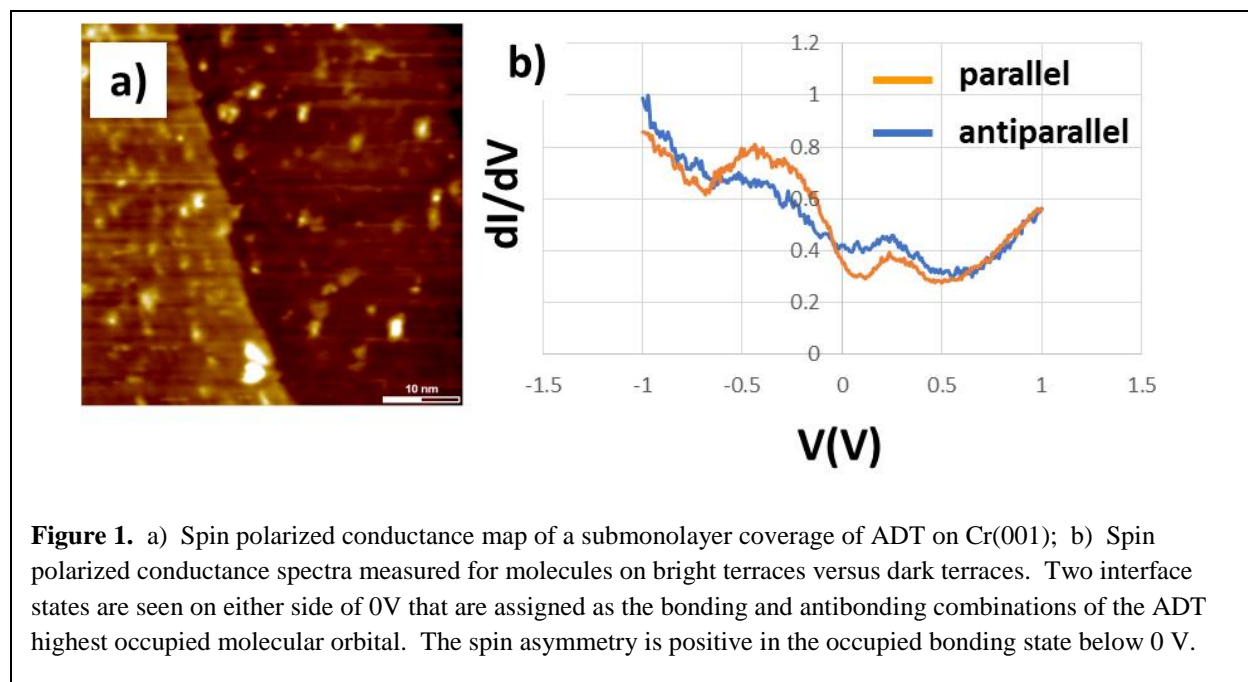 a)
10 nm
b)
parallel
antiparallel
dI/dV
1.2
1
0.8
0.6
0.4
0.2
0
-1.5 -1 -0.5 0 0.5 1 1.5
V(V)
Figure 1. a) Spin polarized conductance map of a submonolayer coverage of ADT on Cr(001); b) Spin
polarized conductance spectra measured for molecules on bright terraces versus dark terraces. Two interface
states are seen on either side of 0V that are assigned as the bonding and antibonding combinations of the ADT
highest occupied molecular orbital. The spin asymmetry is positive in the occupied bonding state below 0 V.